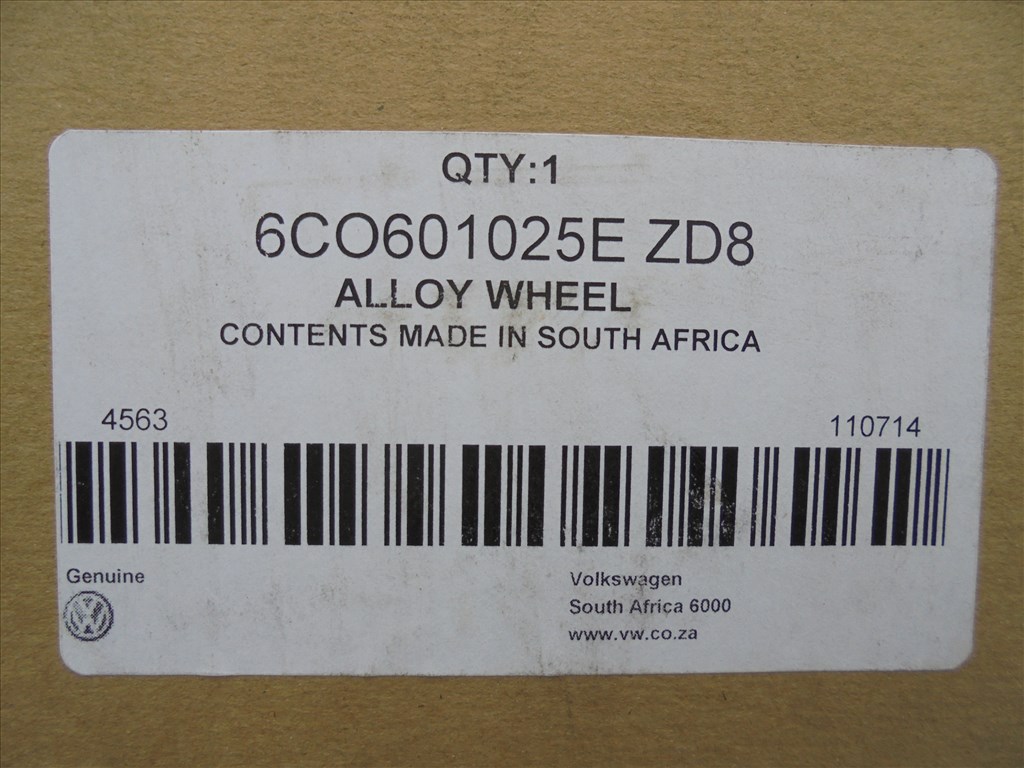 QTY:1
6CO601025E ZD8
ALLOY WHEEL
CONTENTS MADE IN SOUTH AFRICA
4563
110714
Genuine
Volkswagen
South Africa 6000
www.vw.co.za